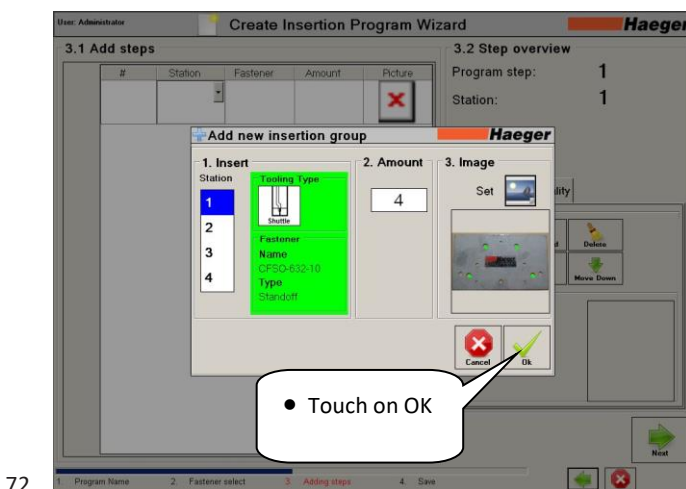 User: Administrator
Create Insertion Program Wizard
Haeger
3.1 Add steps
3.2 Step overview
# Station Fastener Amount Picture
Program step: 1
Station: 1
Add new insertion group
Haeger
1. Insert
2. Amount
3. Image
Station
Tooling Type
Set
1
2
3
4
Shuttle
4
Fastener
Name
CFSO-632-10
Type
Standoff
Haeger
Delete
Move Down
Cancel
Ok
• Touch on OK
Next
1. Program Name 2. Fastener select 3. Adding steps 4. Save
72